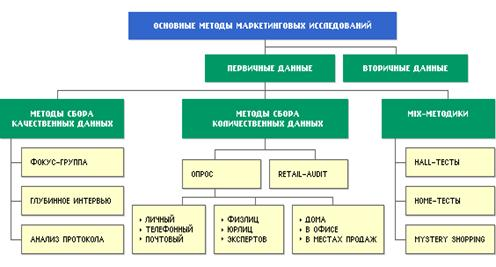 ОСНОВНЫЕ МЕТОДЫ МАРКЕТИНГОВЫХ ИССЛЕДОВАНИЙ
ПЕРВИЧНЫЕ ДАННЫЕ
ВТОРИЧНЫЕ ДАННЫЕ
МЕТОДЫ СБОРА
КАЧЕСТВЕННЫХ ДАННЫХ
МЕТОДЫ СБОРА
КОЛИЧЕСТВЕННЫХ ДАННЫХ
MIX-МЕТОДИКИ
ФОКУС-ГРУППА
ГЛУБИННОЕ ИНТЕРВЬЮ
АНАЛИЗ ПРОТОКОЛА
ОПРОС
RETAIL-AUDIT
ЛИЧНЫЙ
ТЕЛЕФОННЫЙ
ПОЧТОВЫЙ
ФИЗЛИЦ
ЮРЛИЦ
ЭКСПЕРТОВ
ДОМА
В ОФИСЕ
В МЕСТАХ ПРОДАЖ
HALL-ТЕСТЫ
HOME-ТЕСТЫ
MYSTERY SHOPPING